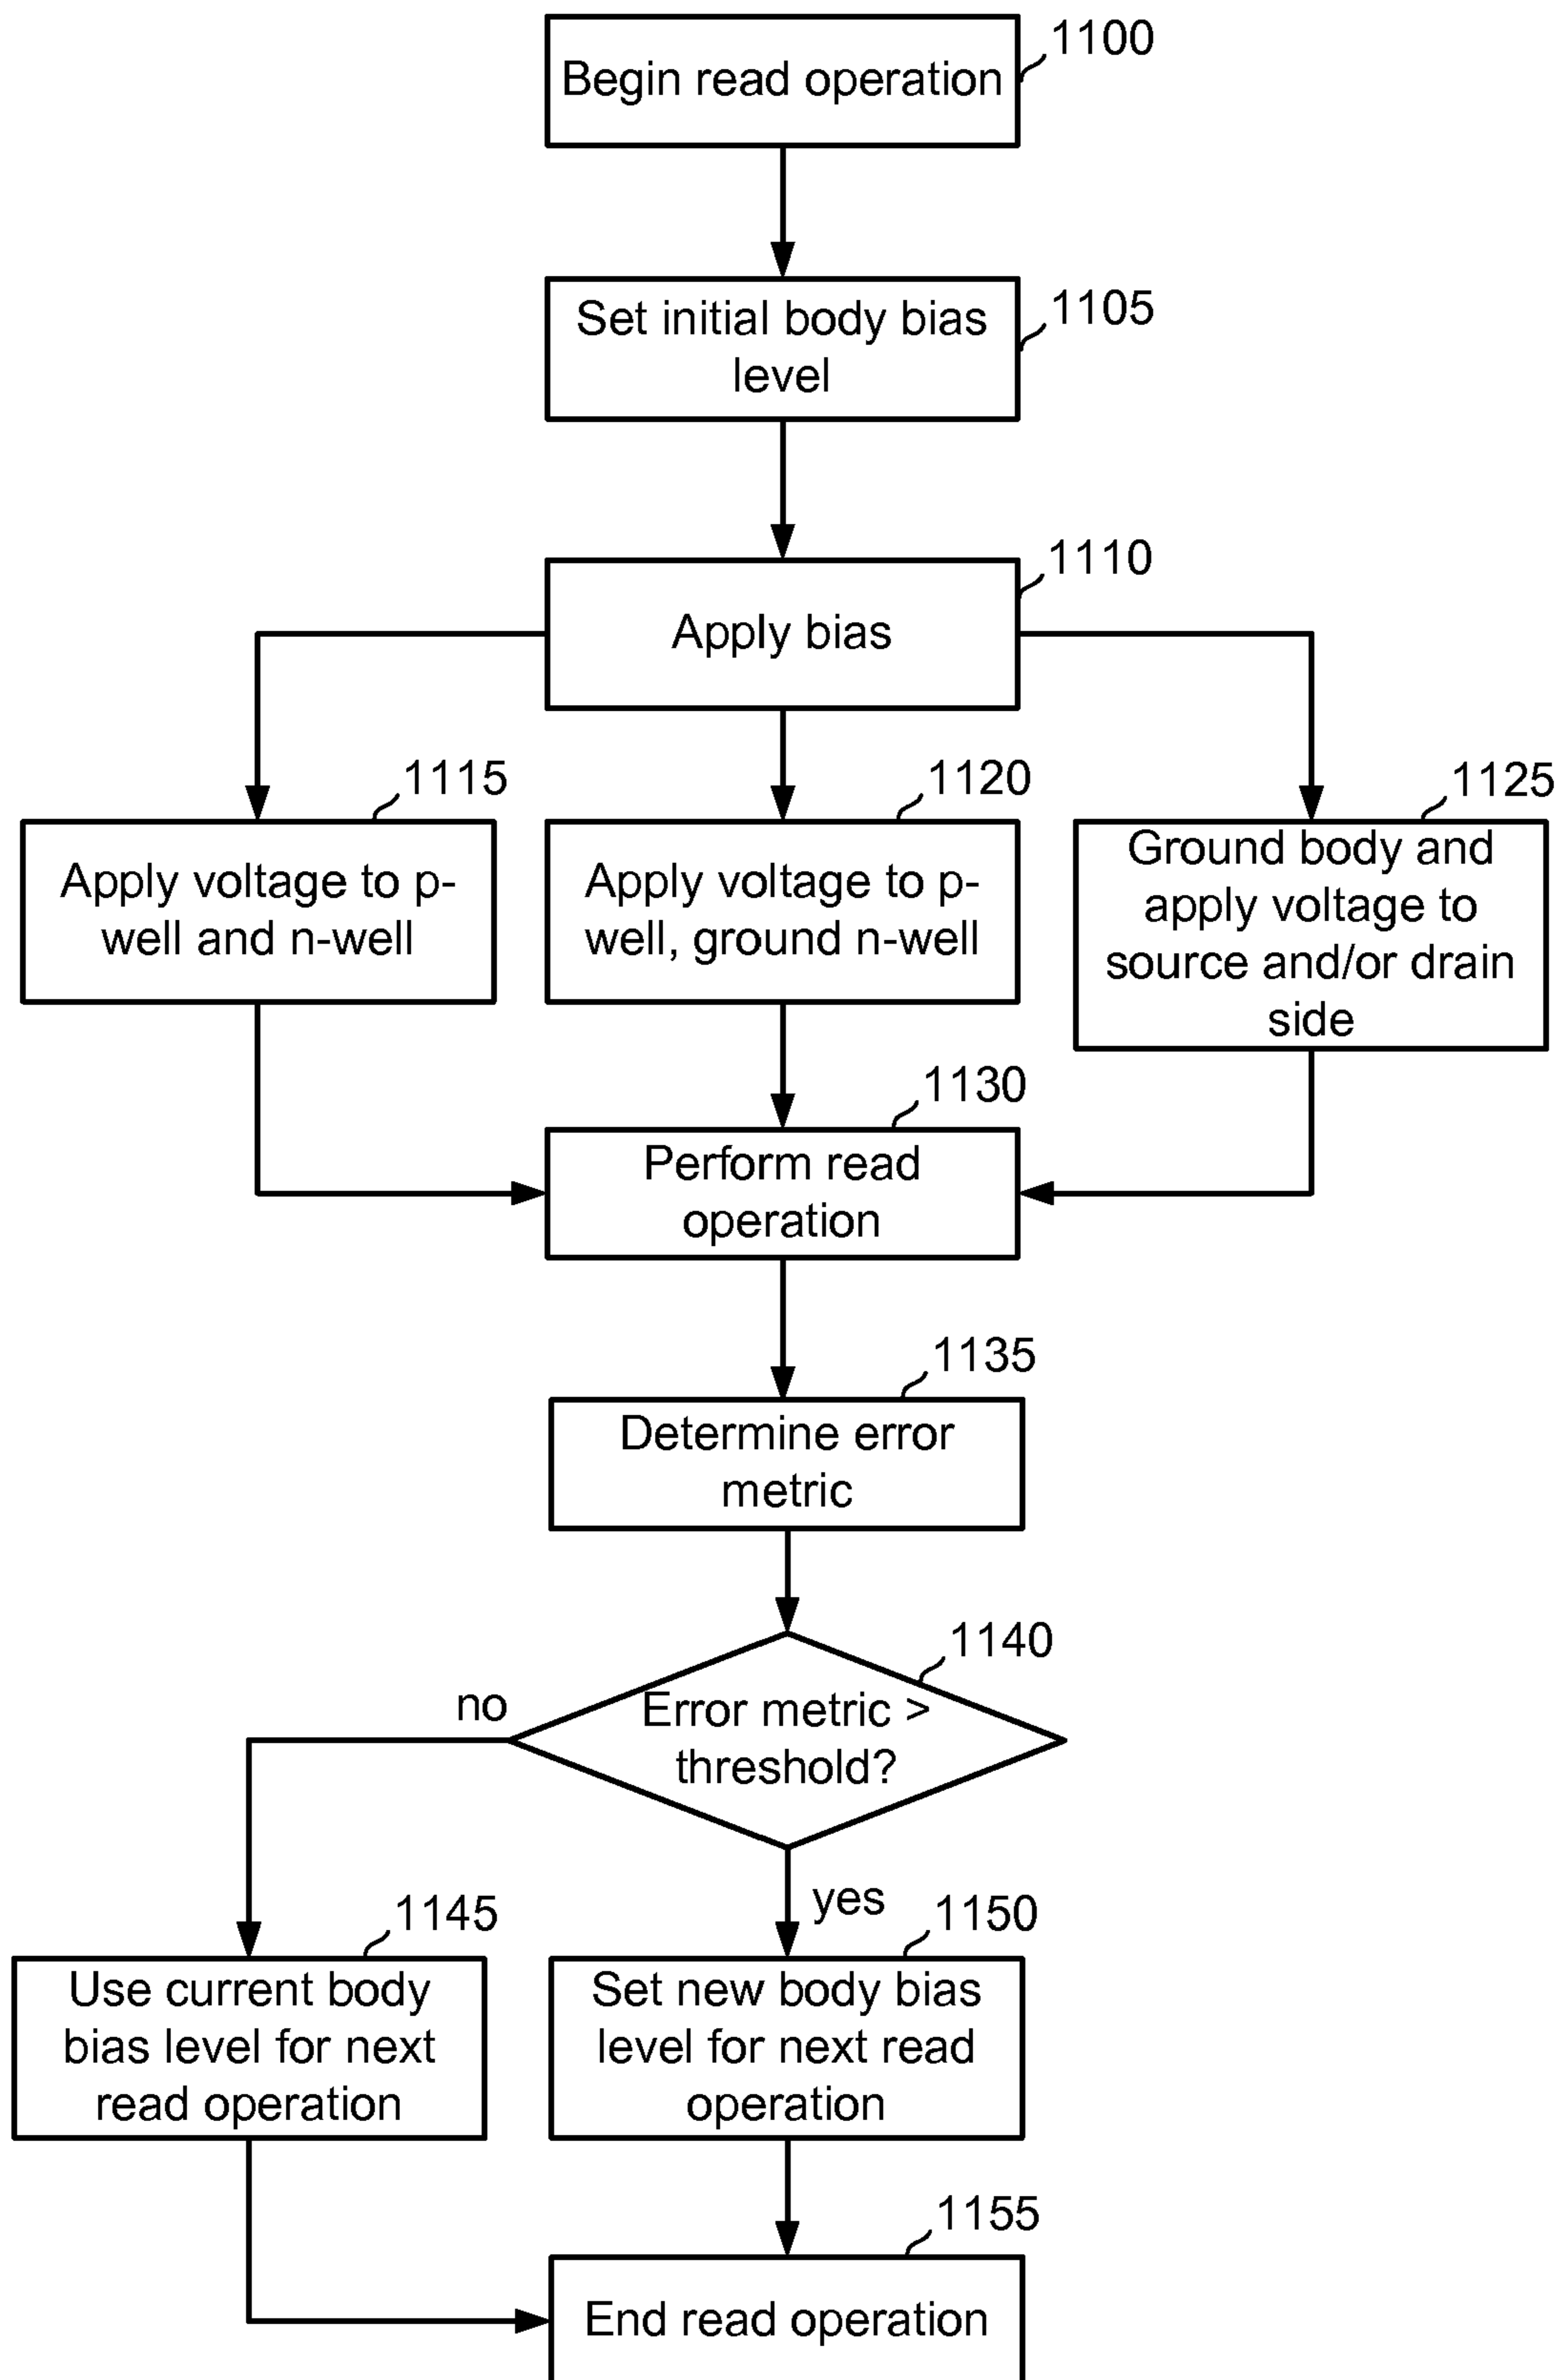 1100
Begin read operation
1105
Set initial body bias
level
1110
Apply bias
1115
Apply voltage to p-
well and n-well
1120
Apply voltage to p-
well, ground n-well
1125
Ground body and
apply voltage to
source and/or drain
side
1130
Perform read
operation
1135
Determine error
metric
1140
Error metric >
threshold?
no
yes
1145
Use current body
bias level for next
read operation
1150
Set new body bias
level for next read
operation
1155
End read operation